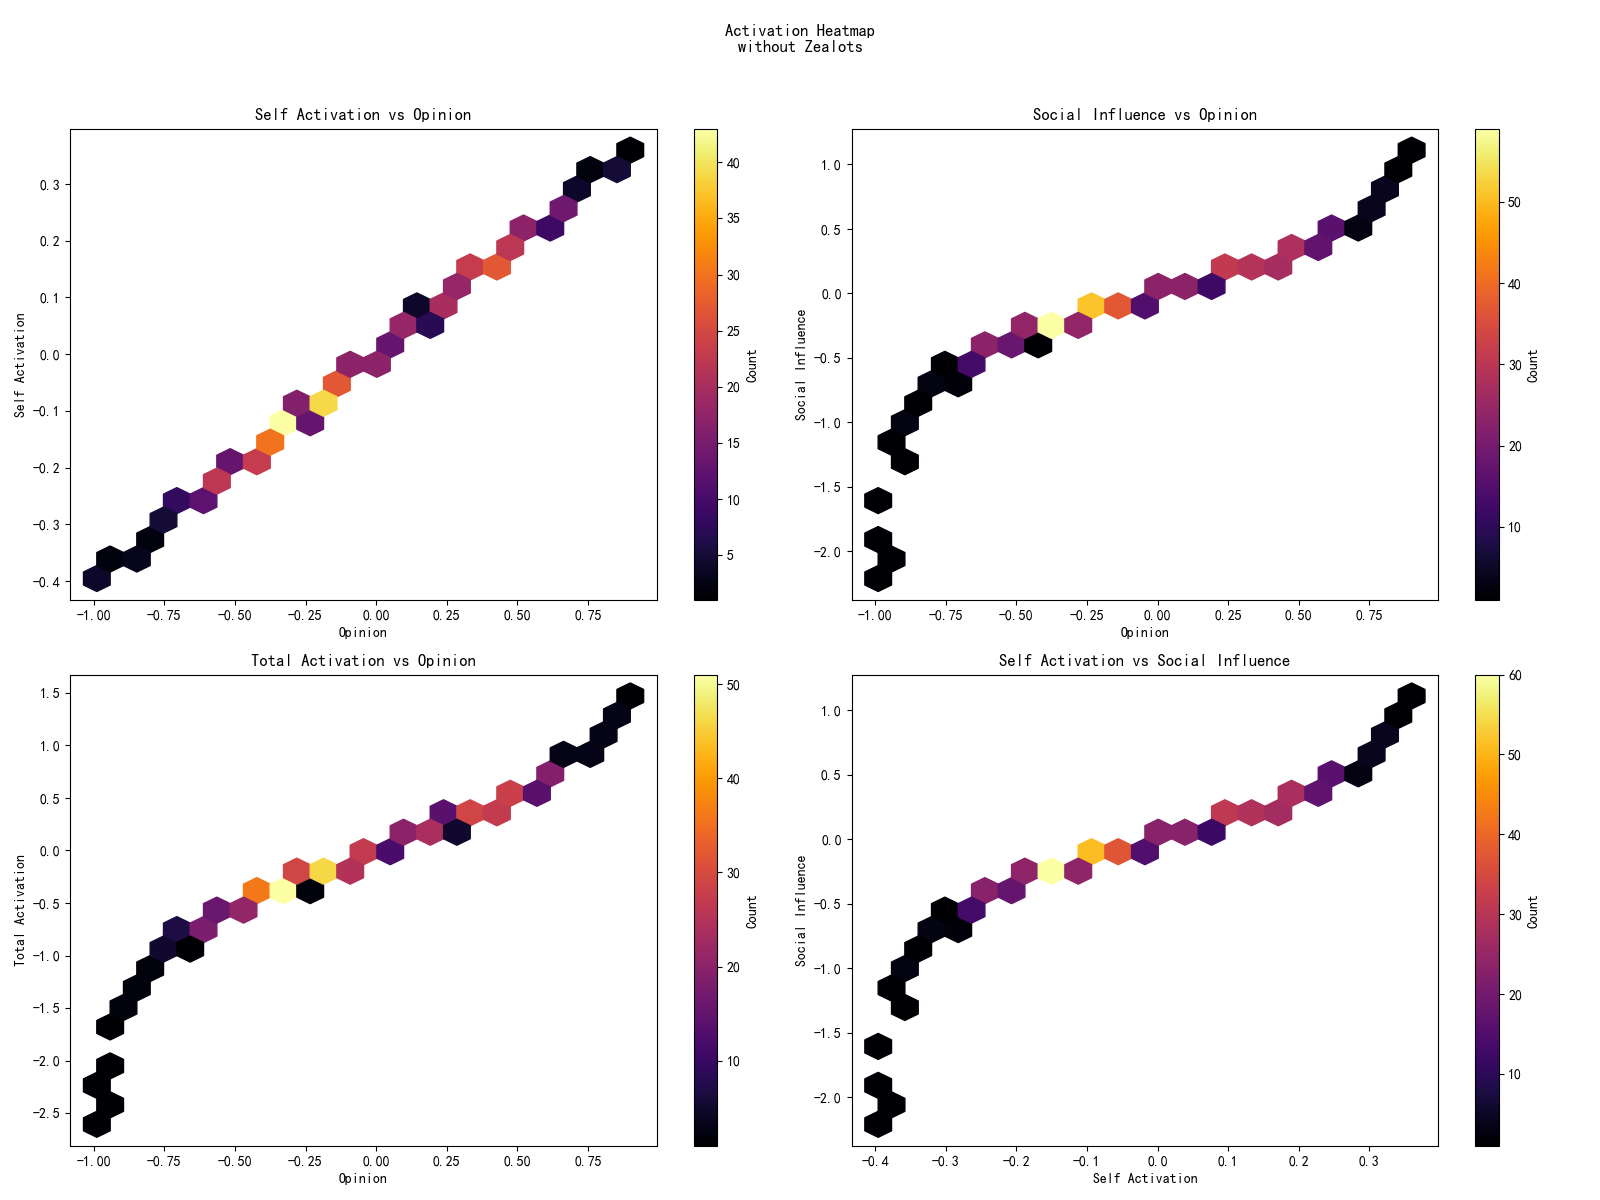 Activation Heatmap
without Zealots
Self Activation vs Opinion
Self Activation
0.3
0.2
0.1
0.0
−0.1
−0.2
−0.3
−0.4
−1.00 −0.75 −0.50 −0.25 0.00 0.25 0.50 0.75
Opinion
40
35
30
25
20
15
10
5
Count
Social Influence vs Opinion
Social Influence
1.0
0.5
0.0
−0.5
−1.0
−1.5
−2.0
−1.00 −0.75 −0.50 −0.25 0.00 0.25 0.50 0.75
Opinion
50
40
30
20
10
Count
Total Activation vs Opinion
Total Activation
1.5
1.0
0.5
0.0
−0.5
−1.0
−1.5
−2.0
−2.5
−1.00 −0.75 −0.50 −0.25 0.00 0.25 0.50 0.75
Opinion
50
40
30
20
10
Count
Self Activation vs Social Influence
Social Influence
1.0
0.5
0.0
−0.5
−1.0
−1.5
−2.0
−0.4 −0.3 −0.2 −0.1 0.0 0.1 0.2 0.3
Self Activation
60
50
40
30
20
10
Count